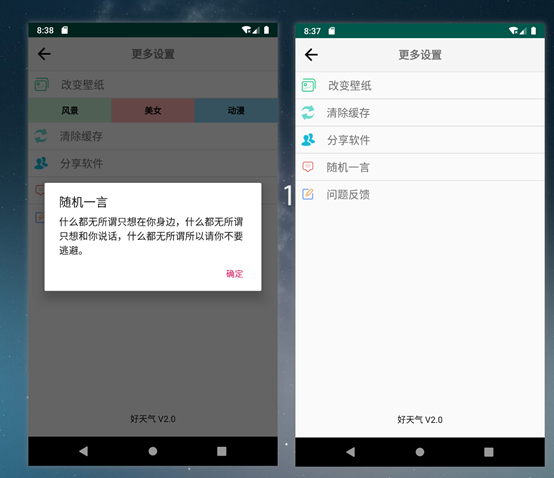 8:38
更多设置
改变壁纸
风景 美女 动漫
清除缓存
分享软件
随机一言
什么都无所谓只想在你身边，什么都无所谓
只想和你说话，什么都无所谓所以请你不要
逃避。
确定
好天气 V2.0
1
8:37
更多设置
改变壁纸
清除缓存
分享软件
随机一言
问题反馈
好天气 V2.0